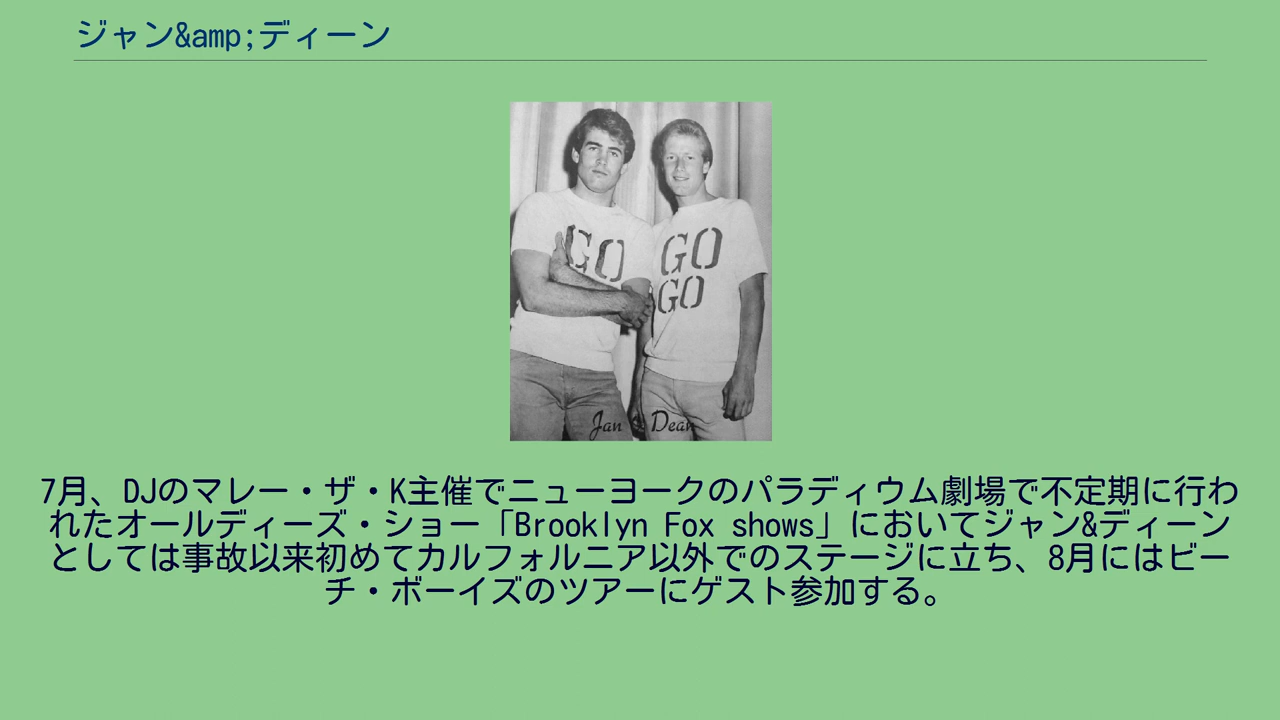 ジャン&amp;ディーン
GO
GO
GO
Jan & Dean
7月、DJのマレー・ザ・K主催でニューヨークのパラディウム劇場で不定期に行わ
れたオールディーズ・ショー「Brooklyn Fox shows」においてジャン&ディーン
としては事故以来初めてカルフォルニア以外でのステージに立ち、8月にはビー
チ・ボーイズのツアーにゲスト参加する。